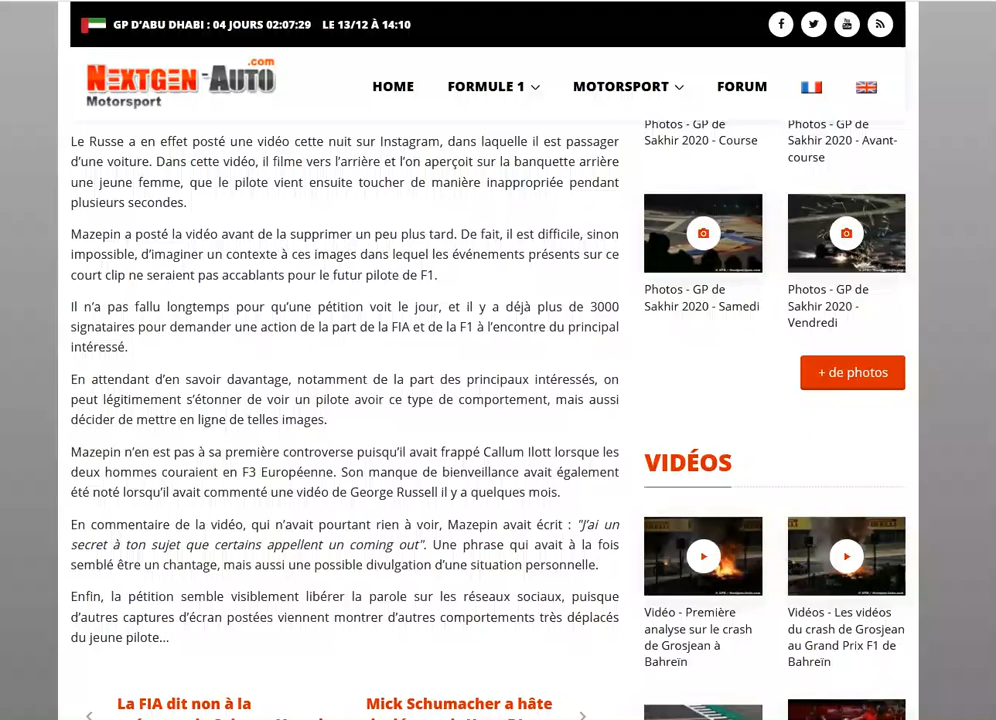 GP D'ABU DHABI : 04 JOURS 02:07:29 LE 13/12 À 14:10
NEXTGEN-AUTO
.com
Motorsport
HOME
FORMULE 1
MOTORSPORT
FORUM
Le Russe a en effet posté une vidéo cette nuit sur Instagram, dans laquelle il est passager
d'une voiture. Dans cette vidéo, il filme vers l'arrière et l'on aperçoit sur la banquette arrière
une jeune femme, que le pilote vient ensuite toucher de manière inappropriée pendant
plusieurs secondes.
Mazepin a posté la vidéo avant de la supprimer un peu plus tard. De fait, il est difficile, sinon
impossible, d'imaginer un contexte à ces images dans lequel les événements présents sur ce
court clip ne seraient pas accablants pour le futur pilote de F1.
Il n'a pas fallu longtemps pour qu'une pétition voit le jour, et il y a déjà plus de 3000
signataires pour demander une action de la part de la FIA et de la F1 à l'encontre du principal
intéressé.
En attendant d'en savoir davantage, notamment de la part des principaux intéressés, on
peut légitimement s'étonner de voir un pilote avoir ce type de comportement, mais aussi
décider de mettre en ligne de telles images.
Mazepin n'en est pas à sa première controverse puisqu'il avait frappé Callum Ilott lorsque les
deux hommes couraient en F3 Européenne. Son manque de bienveillance avait également
été noté lorsqu'il avait commenté une vidéo de George Russell il y a quelques mois.
En commentaire de la vidéo, qui n'avait pourtant rien à voir, Mazepin avait écrit : "J'ai un
secret à ton sujet que certains appellent un coming out". Une phrase qui avait à la fois
semblé être un chantage, mais aussi une possible divulgation d'une situation personnelle.
Enfin, la pétition semble visiblement libérer la parole sur les réseaux sociaux, puisque
d'autres captures d'écran postées viennent montrer d'autres comportements très déplacés
du jeune pilote...
La FIA dit non à la
Mick Schumacher a hâte
Photos - GP de
Sakhir 2020 - Course
Photos - GP de
Sakhir 2020 - Avant-
course
Photos - GP de
Sakhir 2020 - Samedi
Photos - GP de
Sakhir 2020 -
Vendredi
+ de photos
VIDÉOS
Vidéo - Première
analyse sur le crash
de Grosjean à
Bahreïn
Vidéos - Les vidéos
du crash de Grosjean
au Grand Prix F1 de
Bahreïn